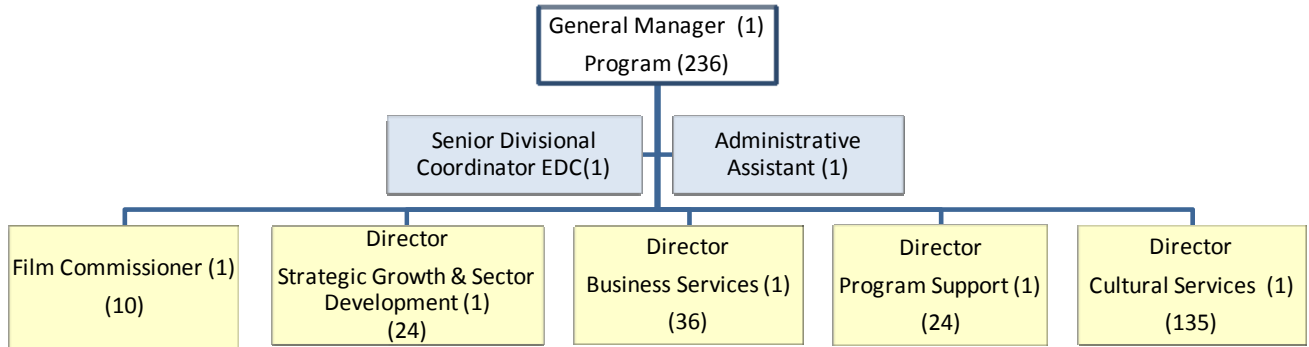 General Manager (1)
Program (236)
Senior Divisional
Coordinator EDC(1)
Administrative
Assistant (1)
Film Commissioner (1)
(10)
Director
Strategic Growth & Sector
Development (1)
(24)
Director
Business Services (1)
(36)
Director
Program Support (1)
(24)
Director
Cultural Services (1)
(135)